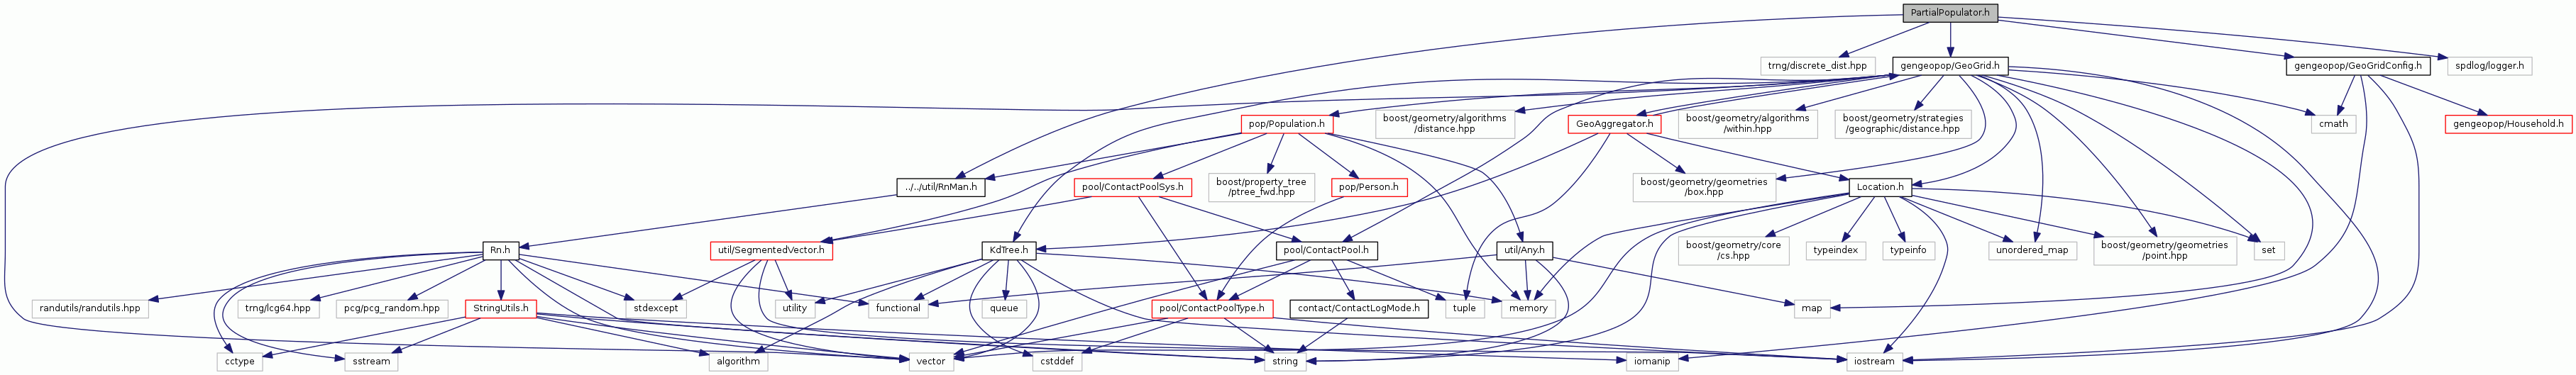 PartialPopulator.h
trng/discrete_dist.hpp
gengeopop/GeoGrid.h
gengeopop/GeoGridConfig.h
spdlog/logger.h
pop/Population.h
boost/geometry/algorithms
/distance.hpp
GeoAggregator.h
boost/geometry/algorithms
/within.hpp
boost/geometry/strategies
/geographic/distance.hpp
cmath
gengeopop/Household.h
../../util/RnMan.h
pool/ContactPoolSys.h
boost/property_tree
/ptree_fwd.hpp
pop/Person.h
boost/geometry/geometries
/box.hpp
Location.h
Rn.h
util/SegmentedVector.h
KdTree.h
pool/ContactPool.h
util/Any.h
boost/geometry/core
/cs.hpp
typeindex
typeinfo
unordered_map
boost/geometry/geometries
/point.hpp
set
randutils/randutils.hpp
trng/lcg64.hpp
pcg/pcg_random.hpp
StringUtils.h
stdexcept
utility
functional
queue
pool/ContactPoolType.h
contact/ContactLogMode.h
tuple
memory
map
cctype
sstream
algorithm
vector
cstddef
string
iomanip
iostream